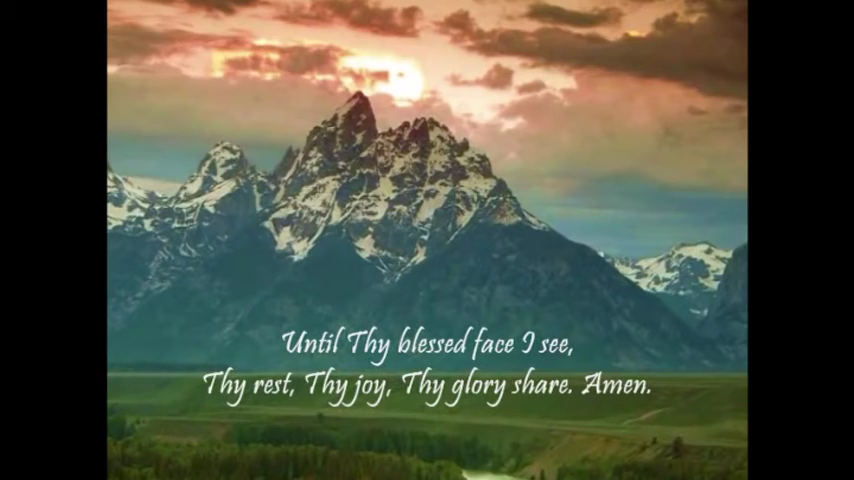 Until Thy blessed face I see,
Thy rest, Thy joy, Thy glory share. Amen.